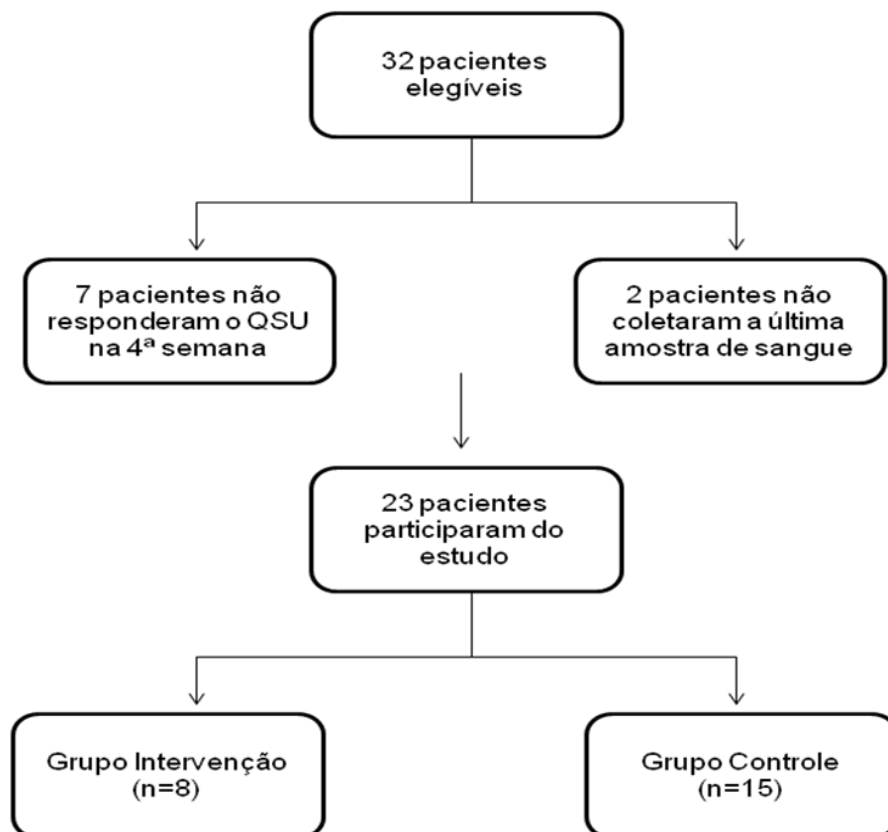 32 pacientes
elegíveis
7 pacientes não
responderam o QSU
na 4ª semana
2 pacientes não
coletaram a última
amostra de sangue
23 pacientes
participaram do
estudo
Grupo Intervenção
(n=8)
Grupo Controle
(n=15)